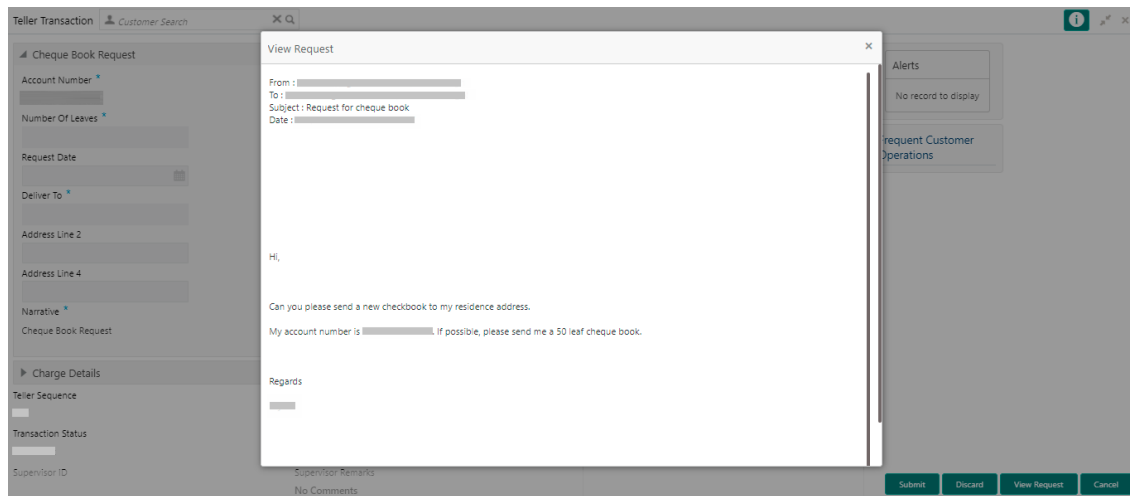 Teller Transaction Customer Search
View Request
From :
To :
Subject : Request for cheque book
Date :
Hi,
Can you please send a new checkbook to my residence address.
My account number is . If possible, please send me a 50 leaf cheque book.
Regards
Cheque Book Request
Account Number *
Number Of Leaves *
Request Date
Deliver To *
Address Line 2
Address Line 4
Narrative *
Cheque Book Request
Charge Details
Teller Sequence
Transaction Status
Supervisor ID
Supervisor Remarks
No Comments
Alerts
No record to display
Frequent Customer
Operations
Submit Discard View Request Cancel